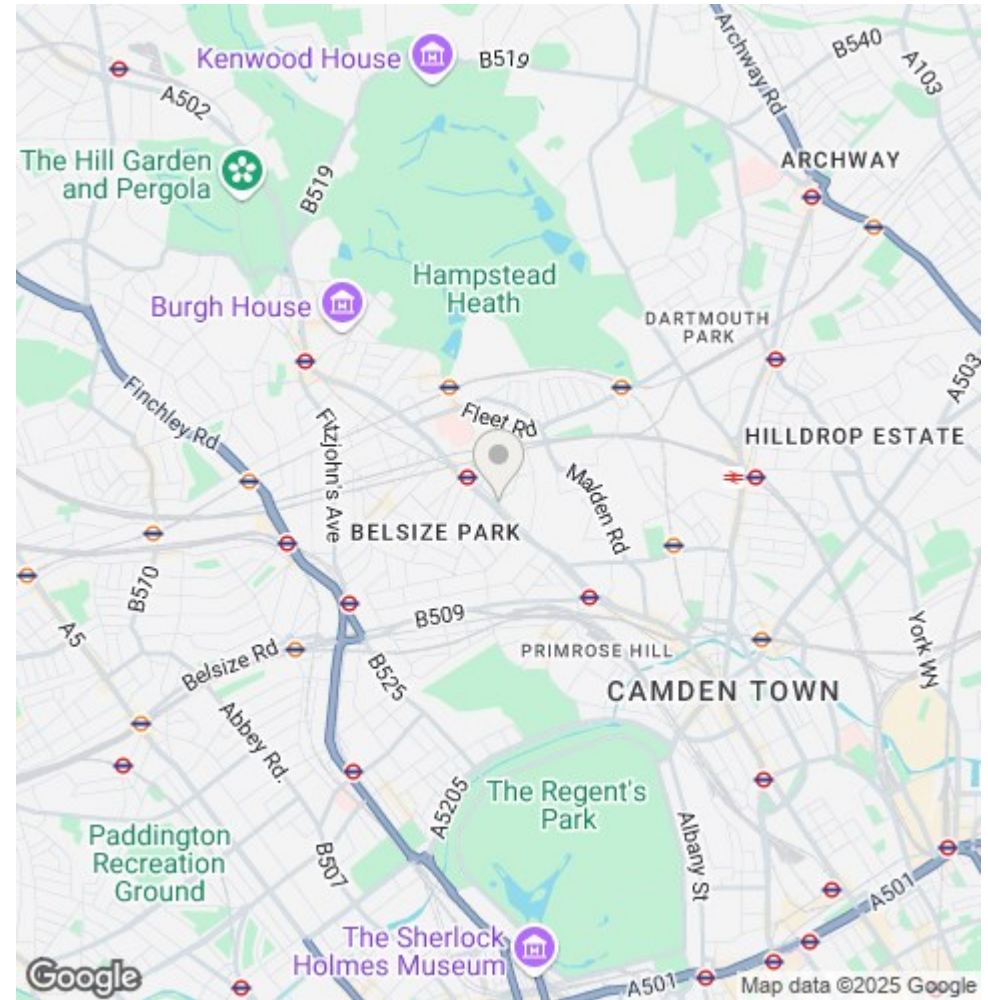 Kenwood House
B519
B540
A103
A502
Archway Rd
The Hill Garden
and Pergola
B519
ARCHWAY
Hampstead
Heath
Burgh House
DARTMOUTH
PARK
A503
Finchley Rd
Fitzjohn's Ave
Fleet Rd
HILLDROP ESTATE
Malden Rd
BELSIZE PARK
B570
A5
B509
York Wy
Belsize Rd
B525
PRIMROSE HILL
CAMDEN TOWN
Abbey Rd.
The Regent's
Park
A5205
Albany St
Paddington
Recreation
Ground
B507
A501
The Sherlock
Holmes Museum
A501
Google
Map data ©2025 Google